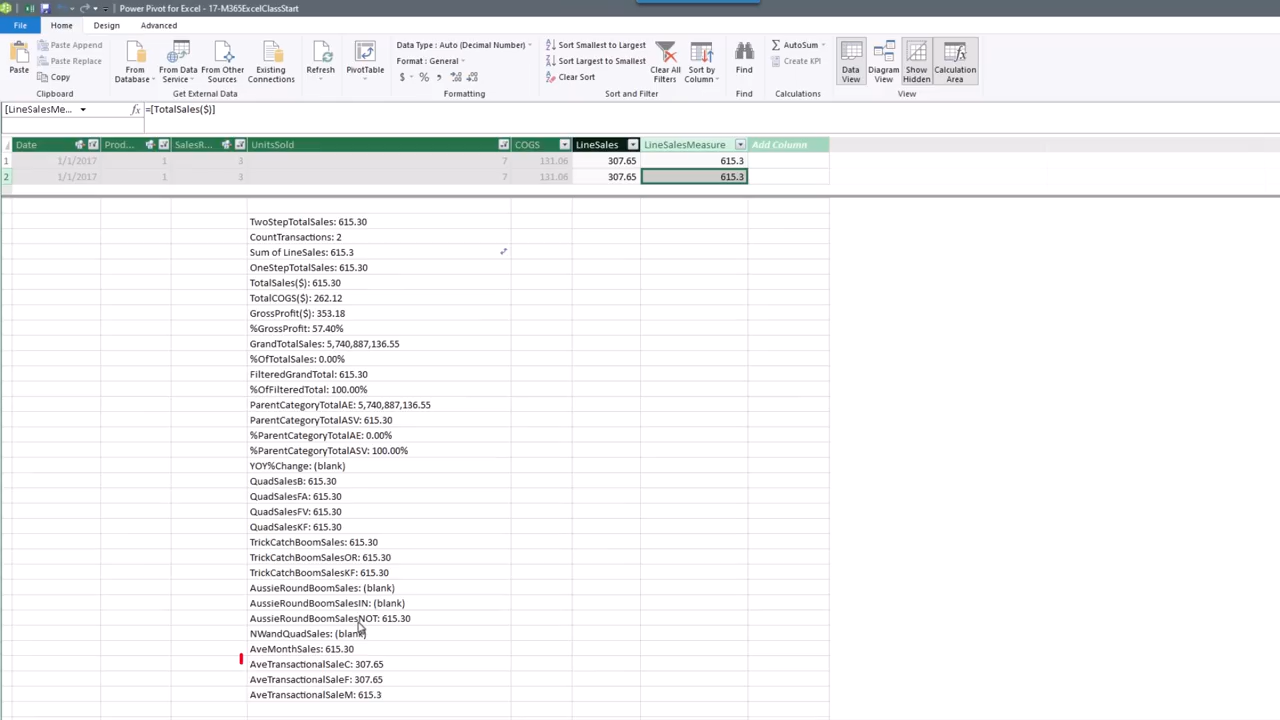 Power Pivot for Excel - 17-M365ExcelClassStart
File Home Design Advanced
Paste
Paste Append
Paste Replace
Copy
Clipboard
From Database
From Data Service
From Other Sources
Existing Connections
Get External Data
Refresh
PivotTable
Data Type : Auto (Decimal Number)
Format : General
$ % , .0 .00
Formatting
Sort Smallest to Largest
Sort Largest to Smallest
Clear Sort
Clear All Filters
Sort by Column
Sort and Filter
Find
Find
AutoSum
Create KPI
Calculations
Data View
Diagram View
Show Hidden
Calculation Area
View
[LineSalesMe... fx =[TotalSales($)]
Date Prod... SalesR... UnitsSold COGS LineSales LineSalesMeasure Add Column
1 1/1/2017 1 3 7 131.06 307.65 615.3
2 1/1/2017 1 3 7 131.06 307.65 615.3
TwoStepTotalSales: 615.30
CountTransactions: 2
Sum of LineSales: 615.3
OneStepTotalSales: 615.30
TotalSales($): 615.30
TotalCOGS($): 262.12
GrossProfit($): 353.18
%GrossProfit: 57.40%
GrandTotalSales: 5,740,887,136.55
%OfTotalSales: 0.00%
FilteredGrandTotal: 615.30
%OfFilteredTotal: 100.00%
ParentCategoryTotalAE: 5,740,887,136.55
ParentCategoryTotalASV: 615.30
%ParentCategoryTotalAE: 0.00%
%ParentCategoryTotalASV: 100.00%
YOY%Change: (blank)
QuadSalesB: 615.30
QuadSalesFA: 615.30
QuadSalesFV: 615.30
QuadSalesKF: 615.30
TrickCatchBoomSales: 615.30
TrickCatchBoomSalesOR: 615.30
TrickCatchBoomSalesKF: 615.30
AussieRoundBoomSales: (blank)
AussieRoundBoomSalesIN: (blank)
AussieRoundBoomSalesNOT: 615.30
NWandQuadSales: (blank)
AveMonthSales: 615.30
AveTransactionalSaleC: 307.65
AveTransactionalSaleF: 307.65
AveTransactionalSaleM: 615.3